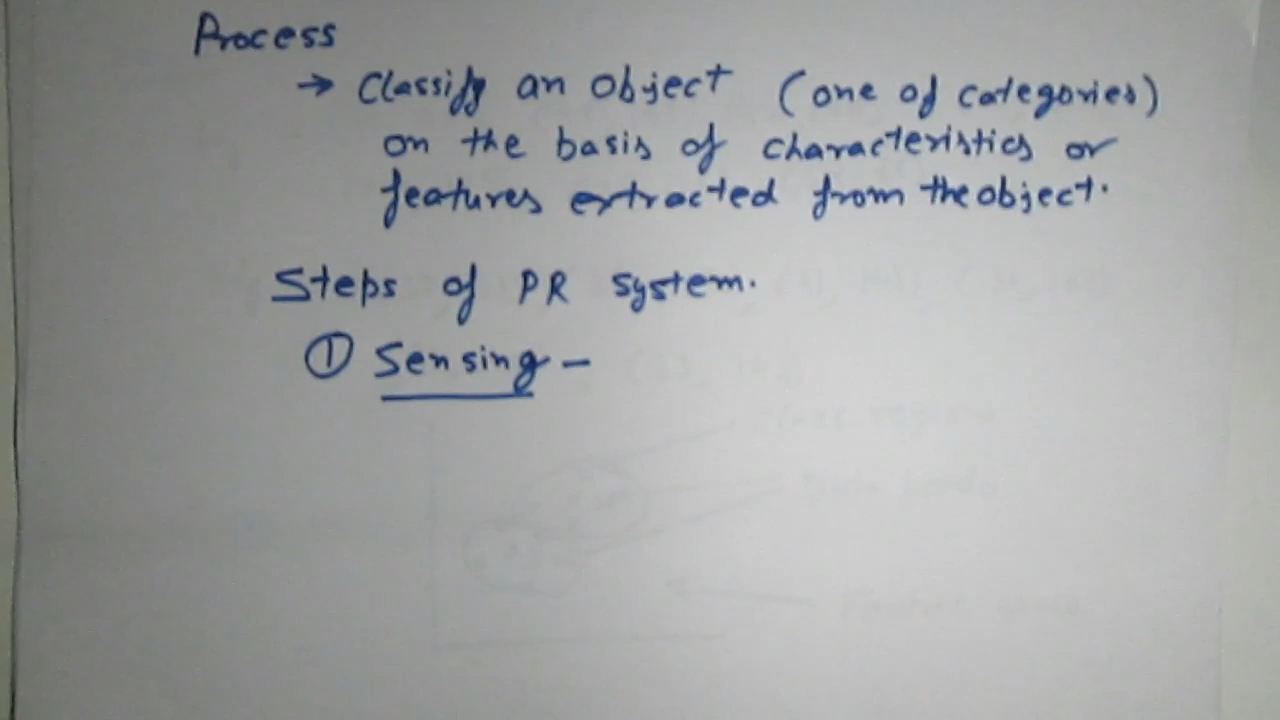 Process
→ Classify an object (one of categories)
on the basis of characteristics or
features extracted from the object.
Steps of PR system.
① Sensing -